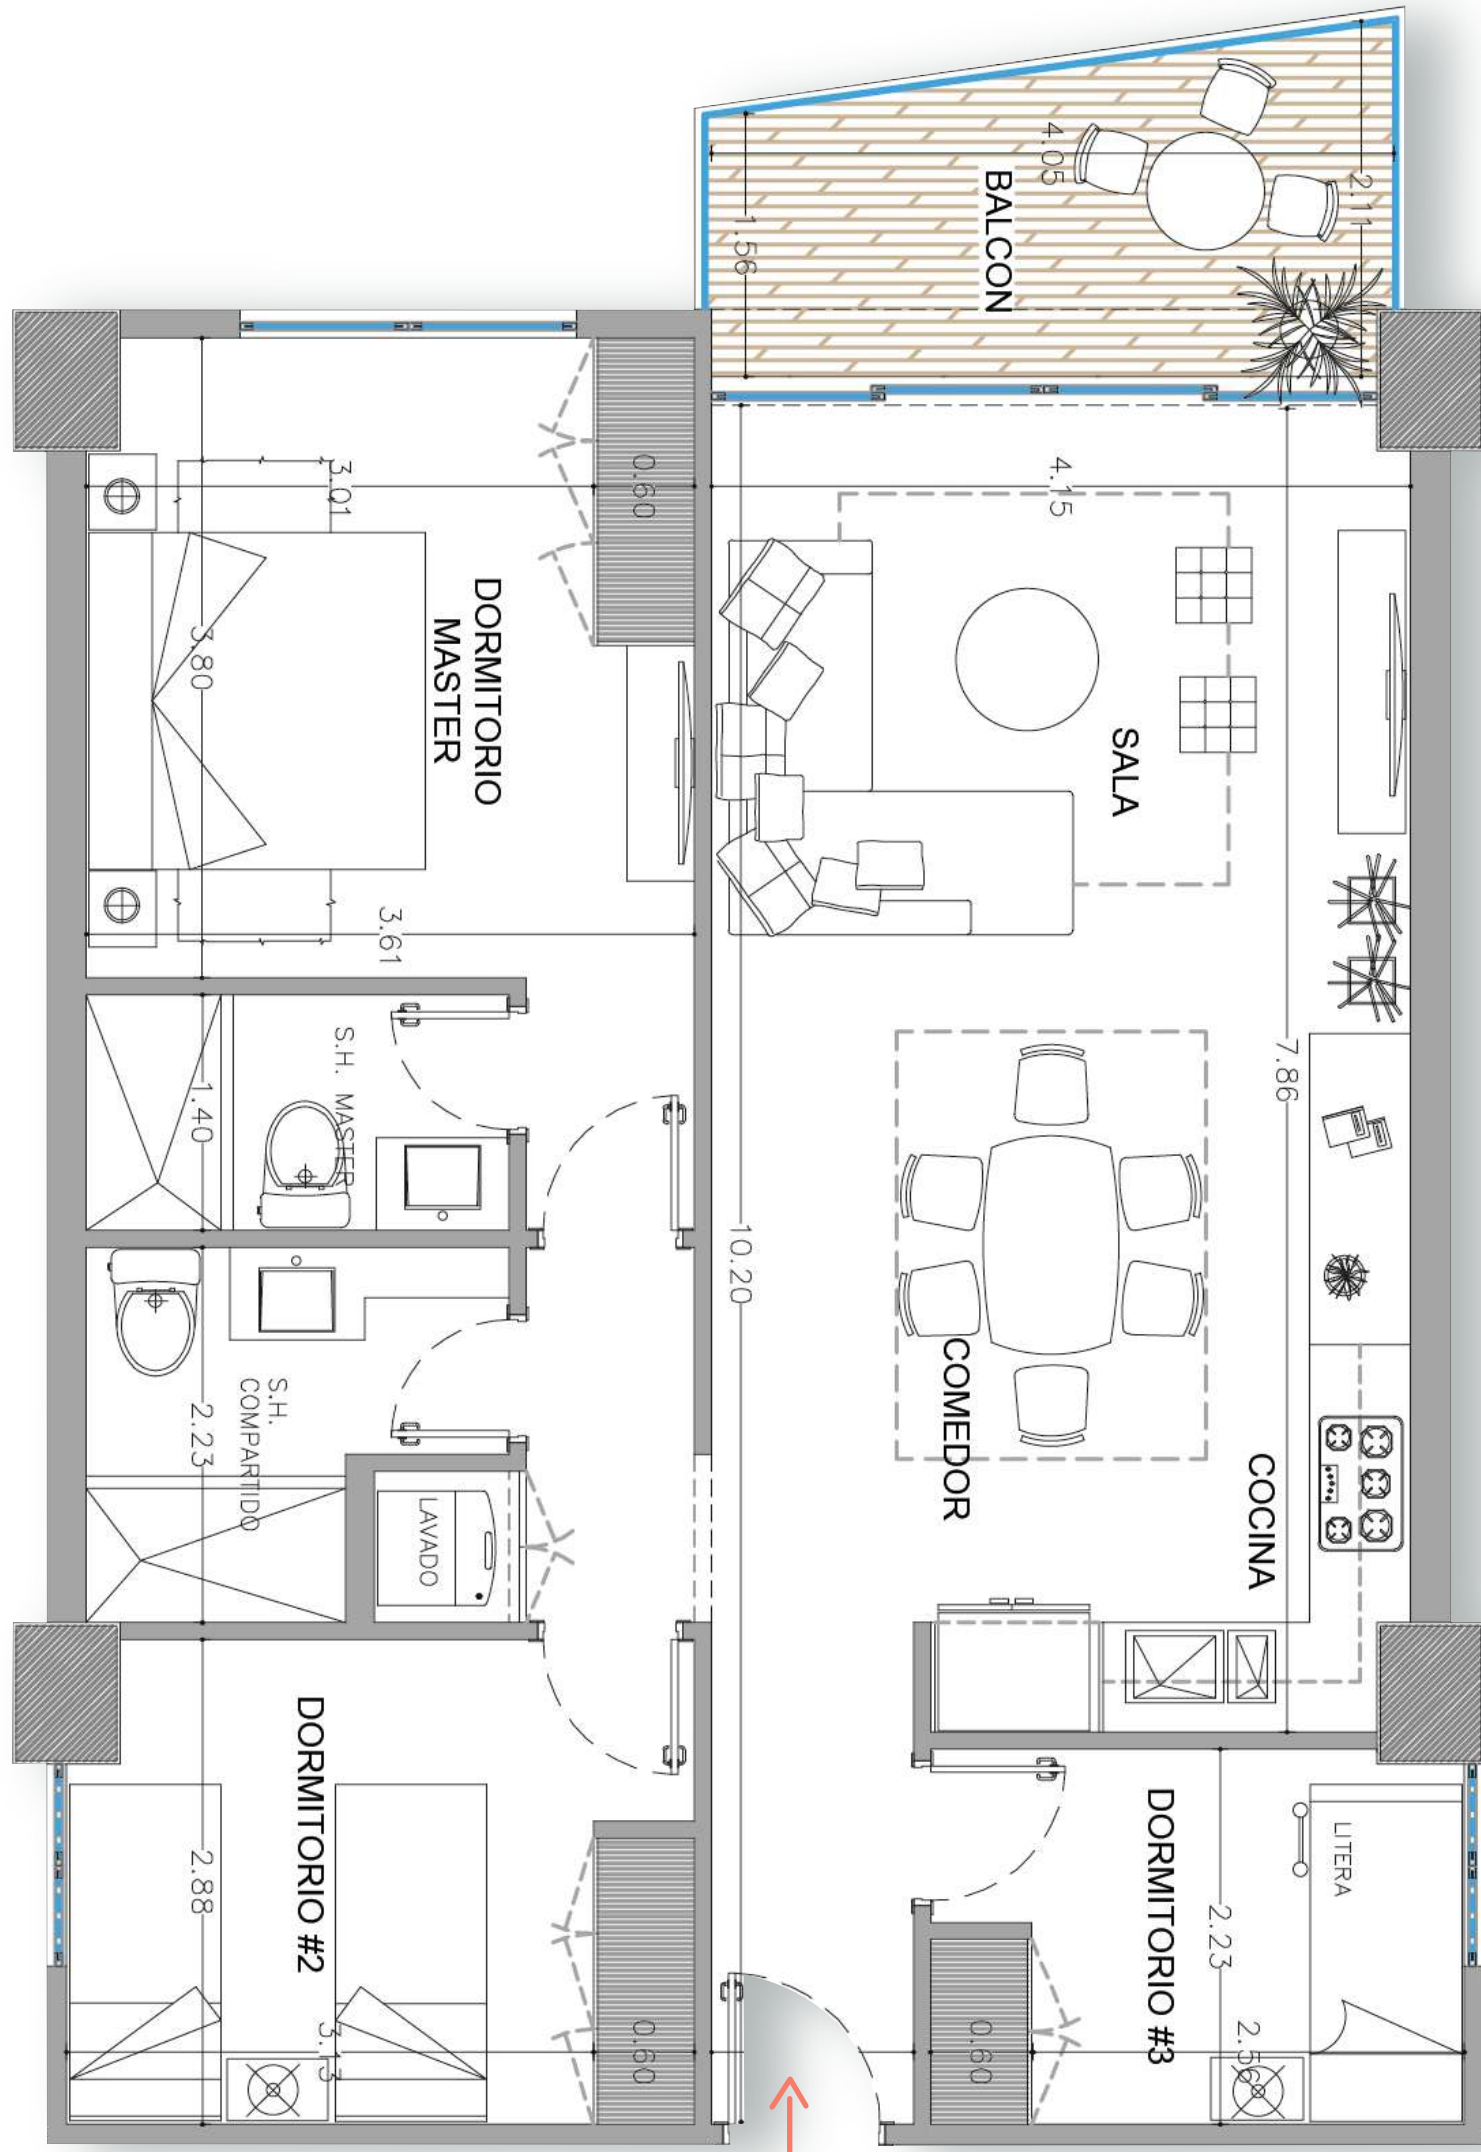 BALCON
4.05
2.11
1.56
DORMITORIO
MASTER
3.01
0.60
3.80
3.61
SALA
4.15
7.86
10.20
S.H. MASTER
1.40
S.H.
COMPARTIDO
2.23
LAVADO
COMEDOR
COCINA
DORMITORIO #2
2.88
3.13
0.60
DORMITORIO #3
LITERA
2.23
2.56
0.60